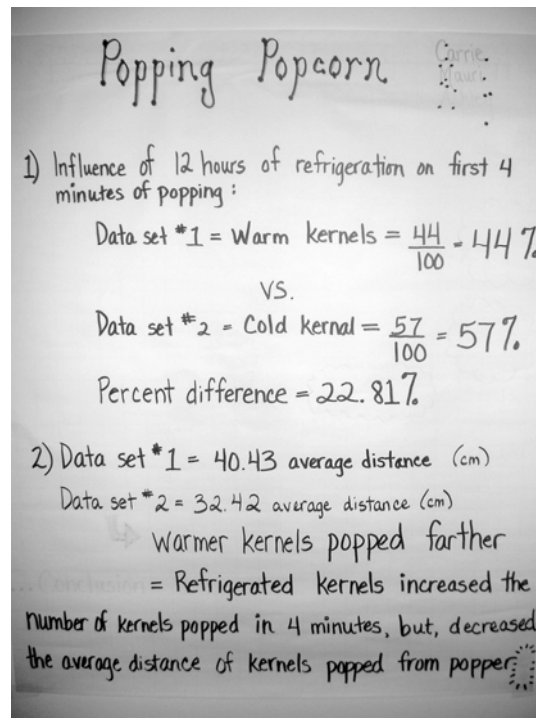 Popping Popcorn
Carrie
Mauri
1) Influence of 12 hours of refrigeration on first 4
minutes of popping :
Data set #1 = Warm kernels = 44/100 = 44%
VS.
Data set #2 = Cold kernal = 57/100 = 57%
Percent difference = 22.81%
2) Data set #1 = 40.43 average distance (cm)
Data set #2 = 32.42 average distance (cm)
warmer kernels popped farther
...Conclusion = Refrigerated kernels increased the
number of kernels popped in 4 minutes, but, decreased
the average distance of kernels popped from popper